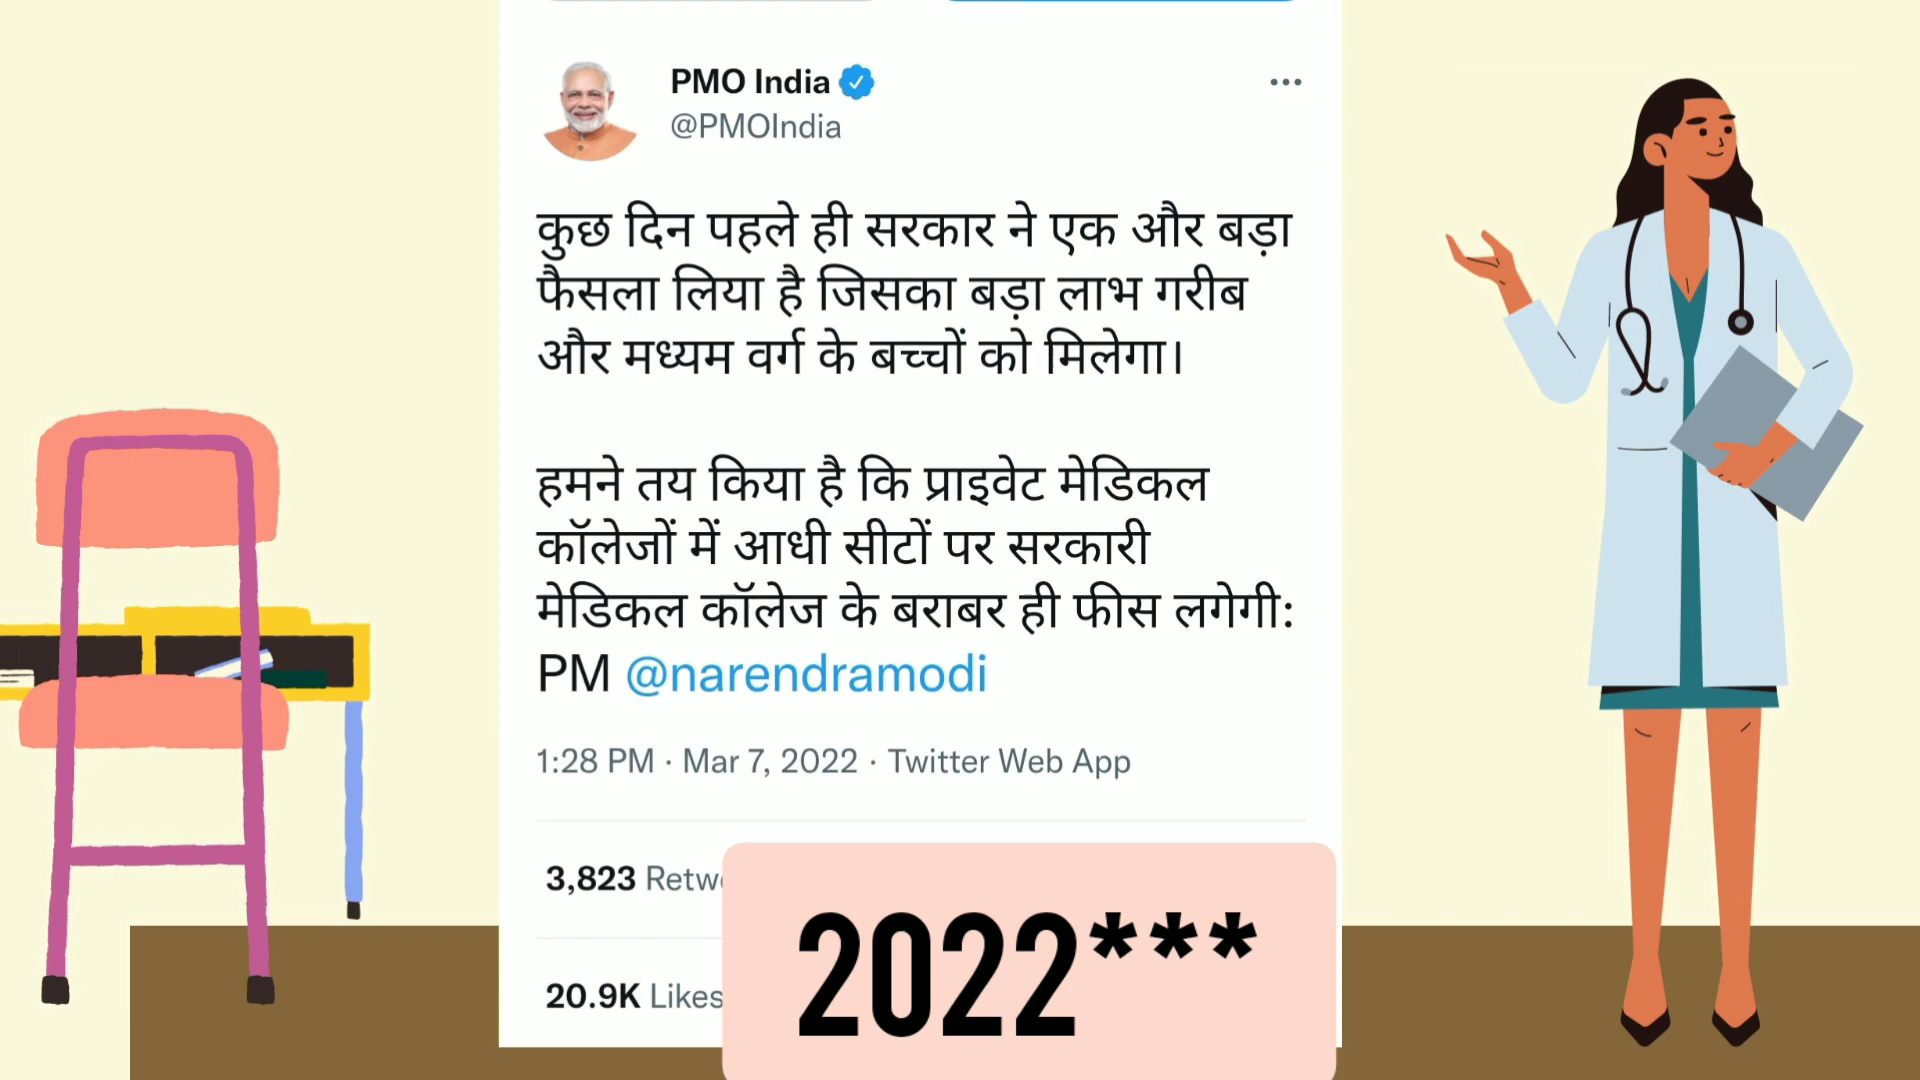 PMO India
@PMOIndia
कुछ दिन पहले ही सरकार ने एक और बड़ा
फैसला लिया है जिसका बड़ा लाभ गरीब
और मध्यम वर्ग के बच्चों को मिलेगा।
हमने तय किया है कि प्राइवेट मेडिकल
कॉलेजों में आधी सीटों पर सरकारी
मेडिकल कॉलेज के बराबर ही फीस लगेगी:
PM @narendramodi
1:28 PM · Mar 7, 2022 · Twitter Web App
3,823
20.9K Likes
2022***